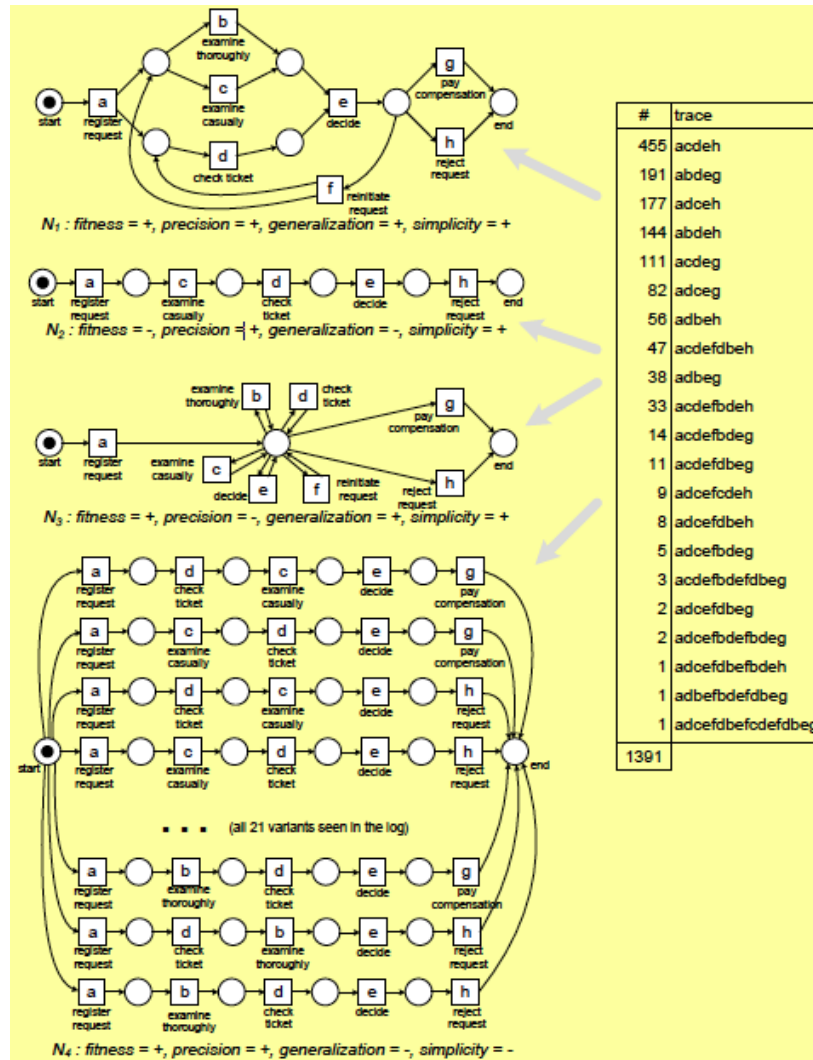 b
examine
thoroughly
g
pay
compensation
a
c
e
start
register
request
examine
casually
decide
end
d
h
check ticket
reject
request
f
reinitiate
request
N1 : fitness = +, precision = +, generalization = +, simplicity = +
a
c
d
e
h
start
register
request
examine
casually
check
ticket
decide
reject
request
end
N2 : fitness = -, precision = +, generalization = -, simplicity = +
examine
thoroughly
b
d
check
ticket
g
pay
compensation
a
start
register
request
end
examine
casually
c
decide
e
f
reinitiate
request
h
reject
request
N3 : fitness = +, precision = -, generalization = +, simplicity = +
a
d
c
e
g
register
request
check
ticket
examine
casually
decide
pay
compensation
a
c
d
e
g
register
request
examine
casually
check
ticket
decide
pay
compensation
a
d
c
e
h
register
request
check
ticket
examine
casually
decide
reject
request
a
c
d
e
h
start
register
request
examine
casually
check
ticket
decide
reject
request
end
. . . (all 21 variants seen in the log)
a
b
d
e
g
register
request
examine
thoroughly
check
ticket
decide
pay
compensation
a
d
b
e
h
register
request
check
ticket
examine
thoroughly
decide
reject
request
a
b
d
e
h
register
request
examine
thoroughly
check
ticket
decide
reject
request
N4 : fitness = +, precision = +, generalization = -, simplicity = -
# trace
455 acdeh
191 abdeg
177 adceh
144 abdeh
111 acdeg
82 adceg
56 adbeh
47 acdefdbeh
38 adbeg
33 acdefbdeh
14 acdefbdeg
11 acdefdbeg
9 adcefcdeh
8 adcefdbeh
5 adcefbdeg
3 acdefbdefdbeg
2 adcefdbeg
2 adcefbdefbdeg
1 adcefdbefbdeh
1 adbefbdefdbeg
1 adcefdbefcdefdbeg
1391